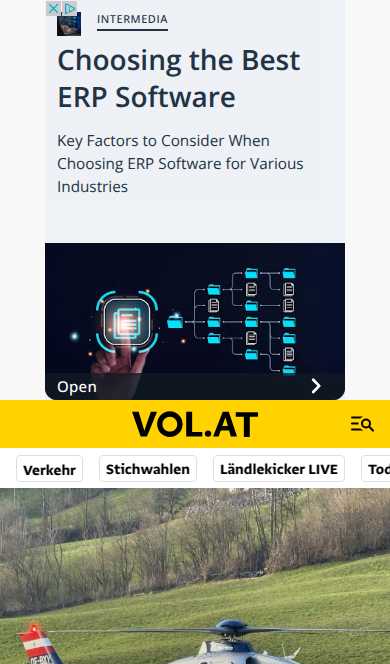 INTERMEDIA
Choosing the Best
ERP Software
Key Factors to Consider When
Choosing ERP Software for Various
Industries
Open
VOL.AT
Verkehr
Stichwahlen
Ländlekicker LIVE
Tod